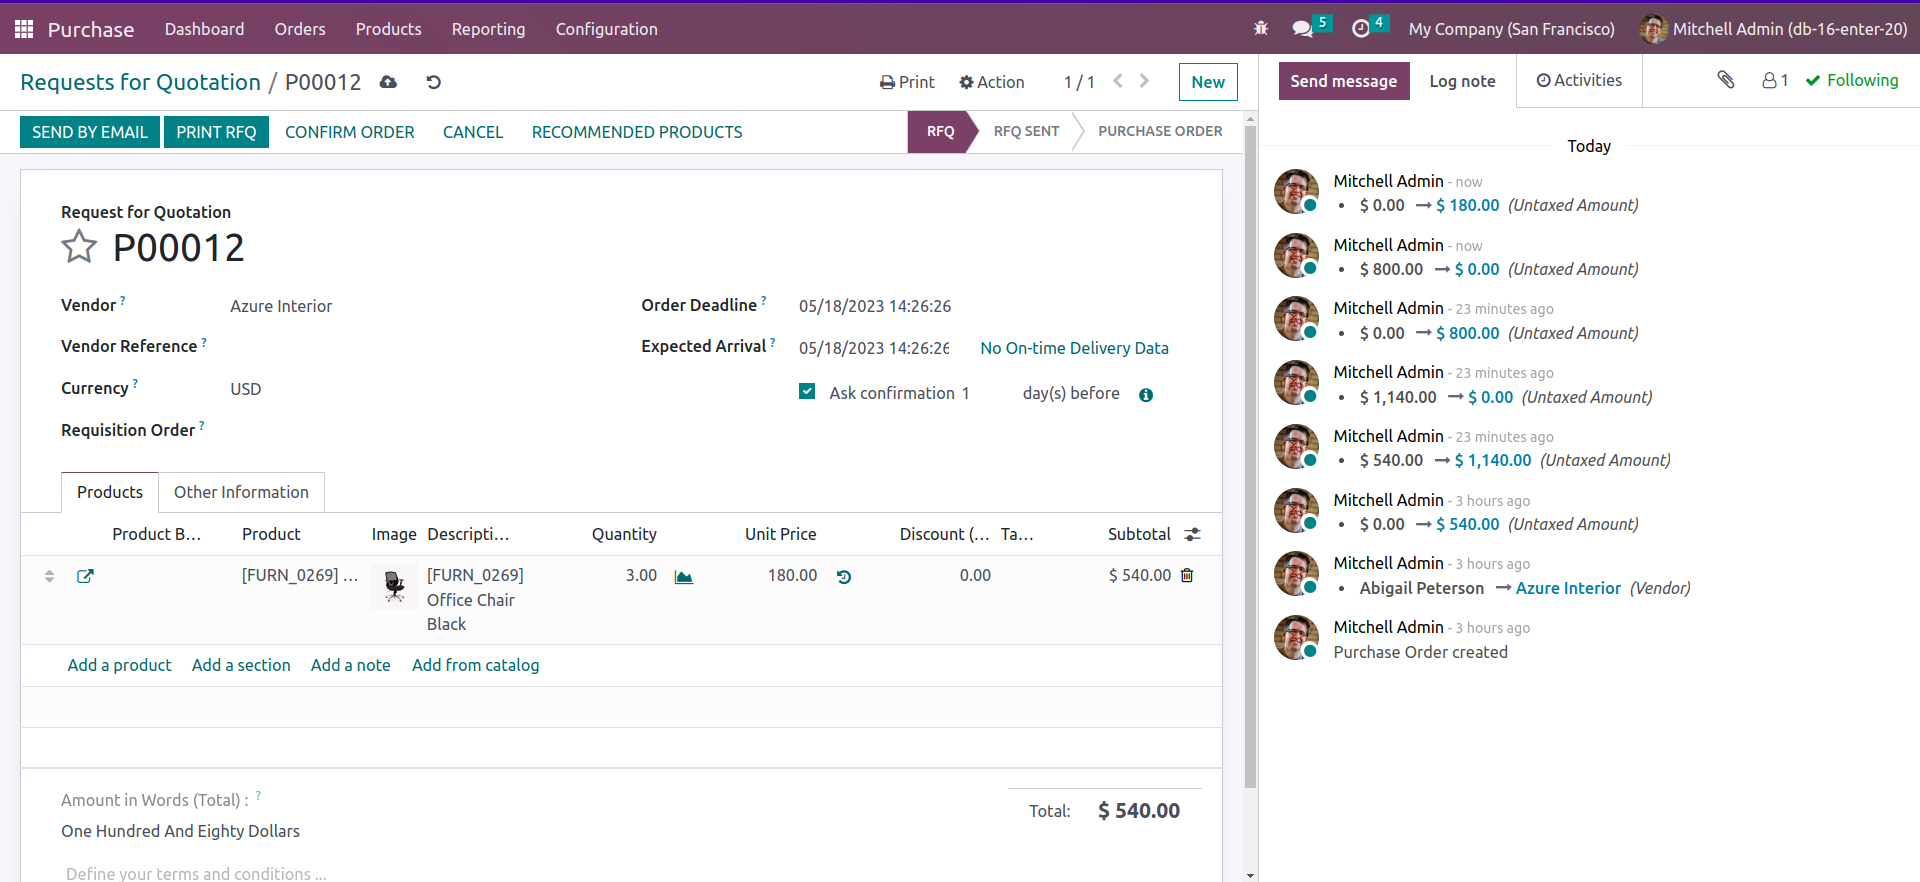 Purchase Dashboard Orders Products Reporting Configuration 5 4 My Company (San Francisco) Mitchell Admin (db-16-enter-20)
Requests for Quotation / P00012 Print Action 1 / 1 New
SEND BY EMAIL PRINT RFQ CONFIRM ORDER CANCEL RECOMMENDED PRODUCTS RFQ RFQ SENT PURCHASE ORDER
Request for Quotation
P00012
Vendor ? Azure Interior Order Deadline ? 05/18/2023 14:26:26
Vendor Reference ? Expected Arrival ? 05/18/2023 14:26:26 No On-time Delivery Data
Currency ? USD Ask confirmation 1 day(s) before
Requisition Order ?
Products Other Information
Product B... Product Image Descripti... Quantity Unit Price Discount (... Ta... Subtotal
[FURN_0269] ... [FURN_0269] 3.00 180.00 0.00 $ 540.00
Office Chair
Black
Add a product Add a section Add a note Add from catalog
Amount in Words (Total) : ? Total: $ 540.00
One Hundred And Eighty Dollars
Define your terms and conditions ...
Send message Log note Activities 1 Following
Today
Mitchell Admin - now
• $ 0.00 → $ 180.00 (Untaxed Amount)
Mitchell Admin - now
• $ 800.00 → $ 0.00 (Untaxed Amount)
Mitchell Admin - 23 minutes ago
• $ 0.00 → $ 800.00 (Untaxed Amount)
Mitchell Admin - 23 minutes ago
• $ 1,140.00 → $ 0.00 (Untaxed Amount)
Mitchell Admin - 23 minutes ago
• $ 540.00 → $ 1,140.00 (Untaxed Amount)
Mitchell Admin - 3 hours ago
• $ 0.00 → $ 540.00 (Untaxed Amount)
Mitchell Admin - 3 hours ago
• Abigail Peterson → Azure Interior (Vendor)
Mitchell Admin - 3 hours ago
Purchase Order created